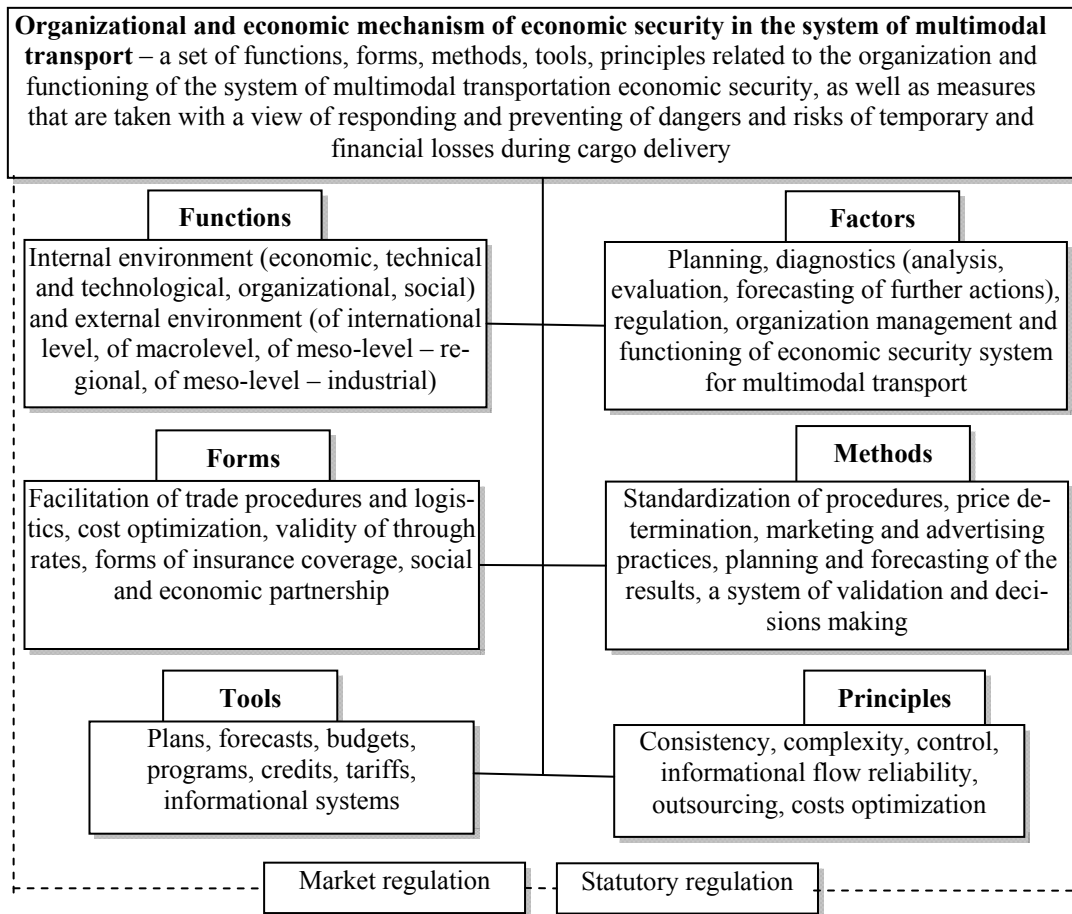 Organizational and economic mechanism of economic security in the system of multimodal
transport – a set of functions, forms, methods, tools, principles related to the organization and
functioning of the system of multimodal transportation economic security, as well as measures
that are taken with a view of responding and preventing of dangers and risks of temporary and
financial losses during cargo delivery
Functions
Internal environment (economic, technical
and technological, organizational, social)
and external environment (of international
level, of macrolevel, of meso-level – re-
gional, of meso-level – industrial)
Factors
Planning, diagnostics (analysis,
evaluation, forecasting of further actions),
regulation, organization management and
functioning of economic security system
for multimodal transport
Forms
Facilitation of trade procedures and logis-
tics, cost optimization, validity of through
rates, forms of insurance coverage, social
and economic partnership
Methods
Standardization of procedures, price de-
termination, marketing and advertising
practices, planning and forecasting of the
results, a system of validation and deci-
sions making
Tools
Plans, forecasts, budgets,
programs, credits, tariffs,
informational systems
Principles
Consistency, complexity, control,
informational flow reliability,
outsourcing, costs optimization
Market regulation
Statutory regulation